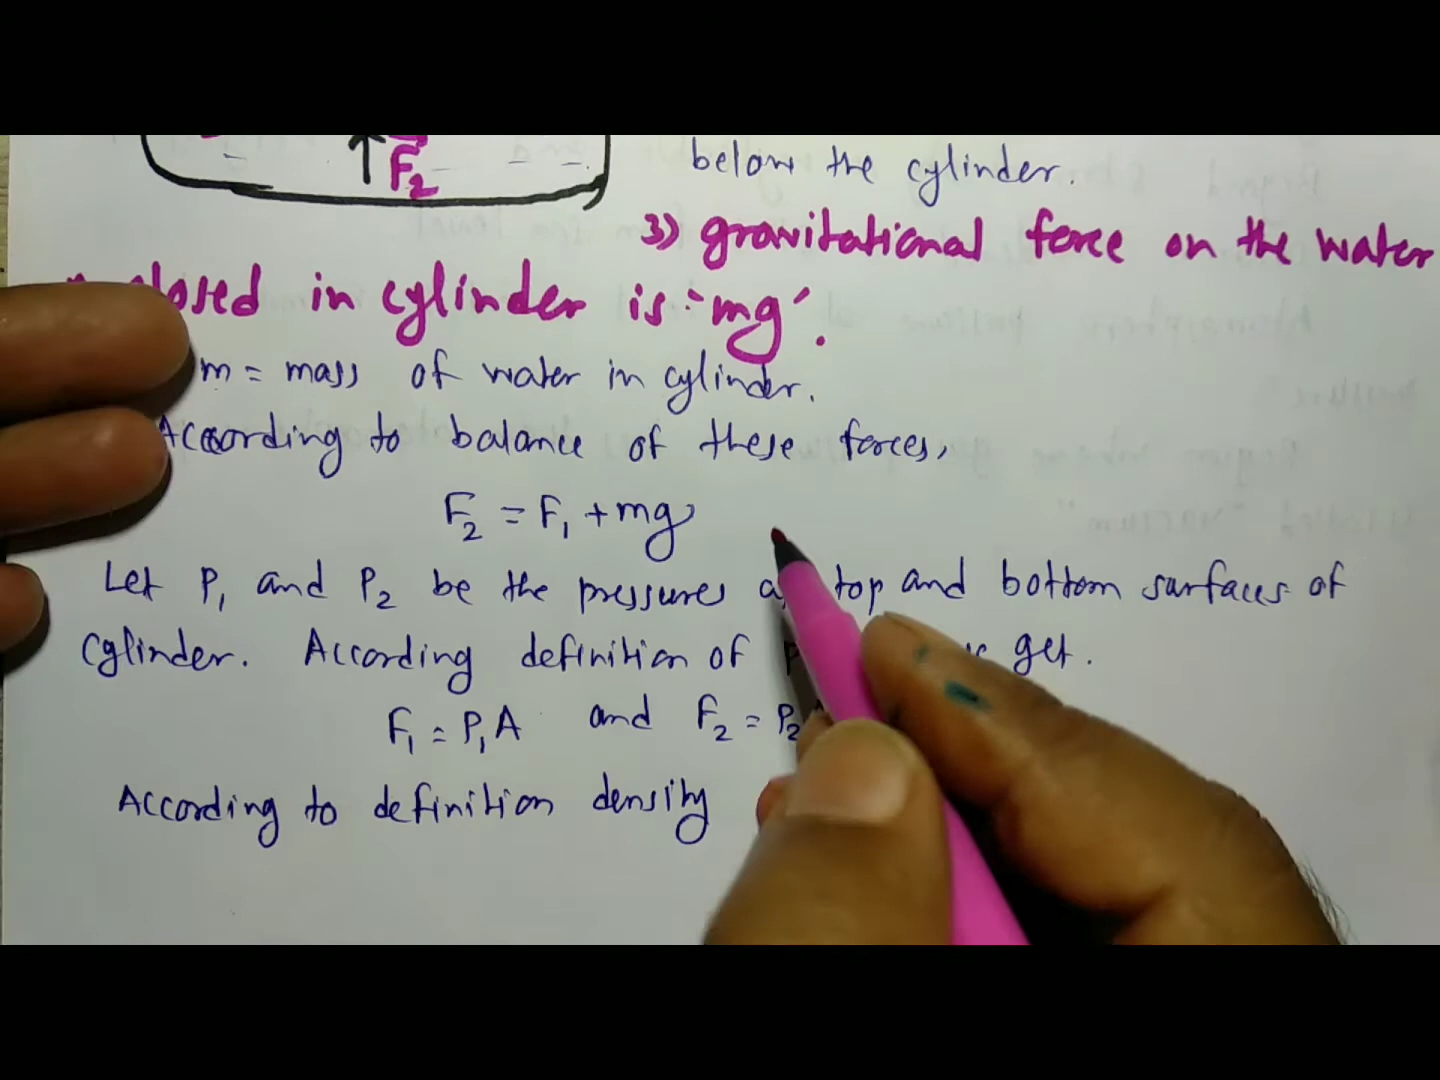 F₂
below the cylinder.
3) gravitational force on the water
in cylinder is 'mg'.
m = mass of water in cylinder.
According to balance of these forces,
F₂ = F₁ + mg
Let P₁ and P₂ be the pressures top and bottom surfaces of
cylinder. According definition of get.
F₁ = P₁A and F₂ = P₂
According to definition density